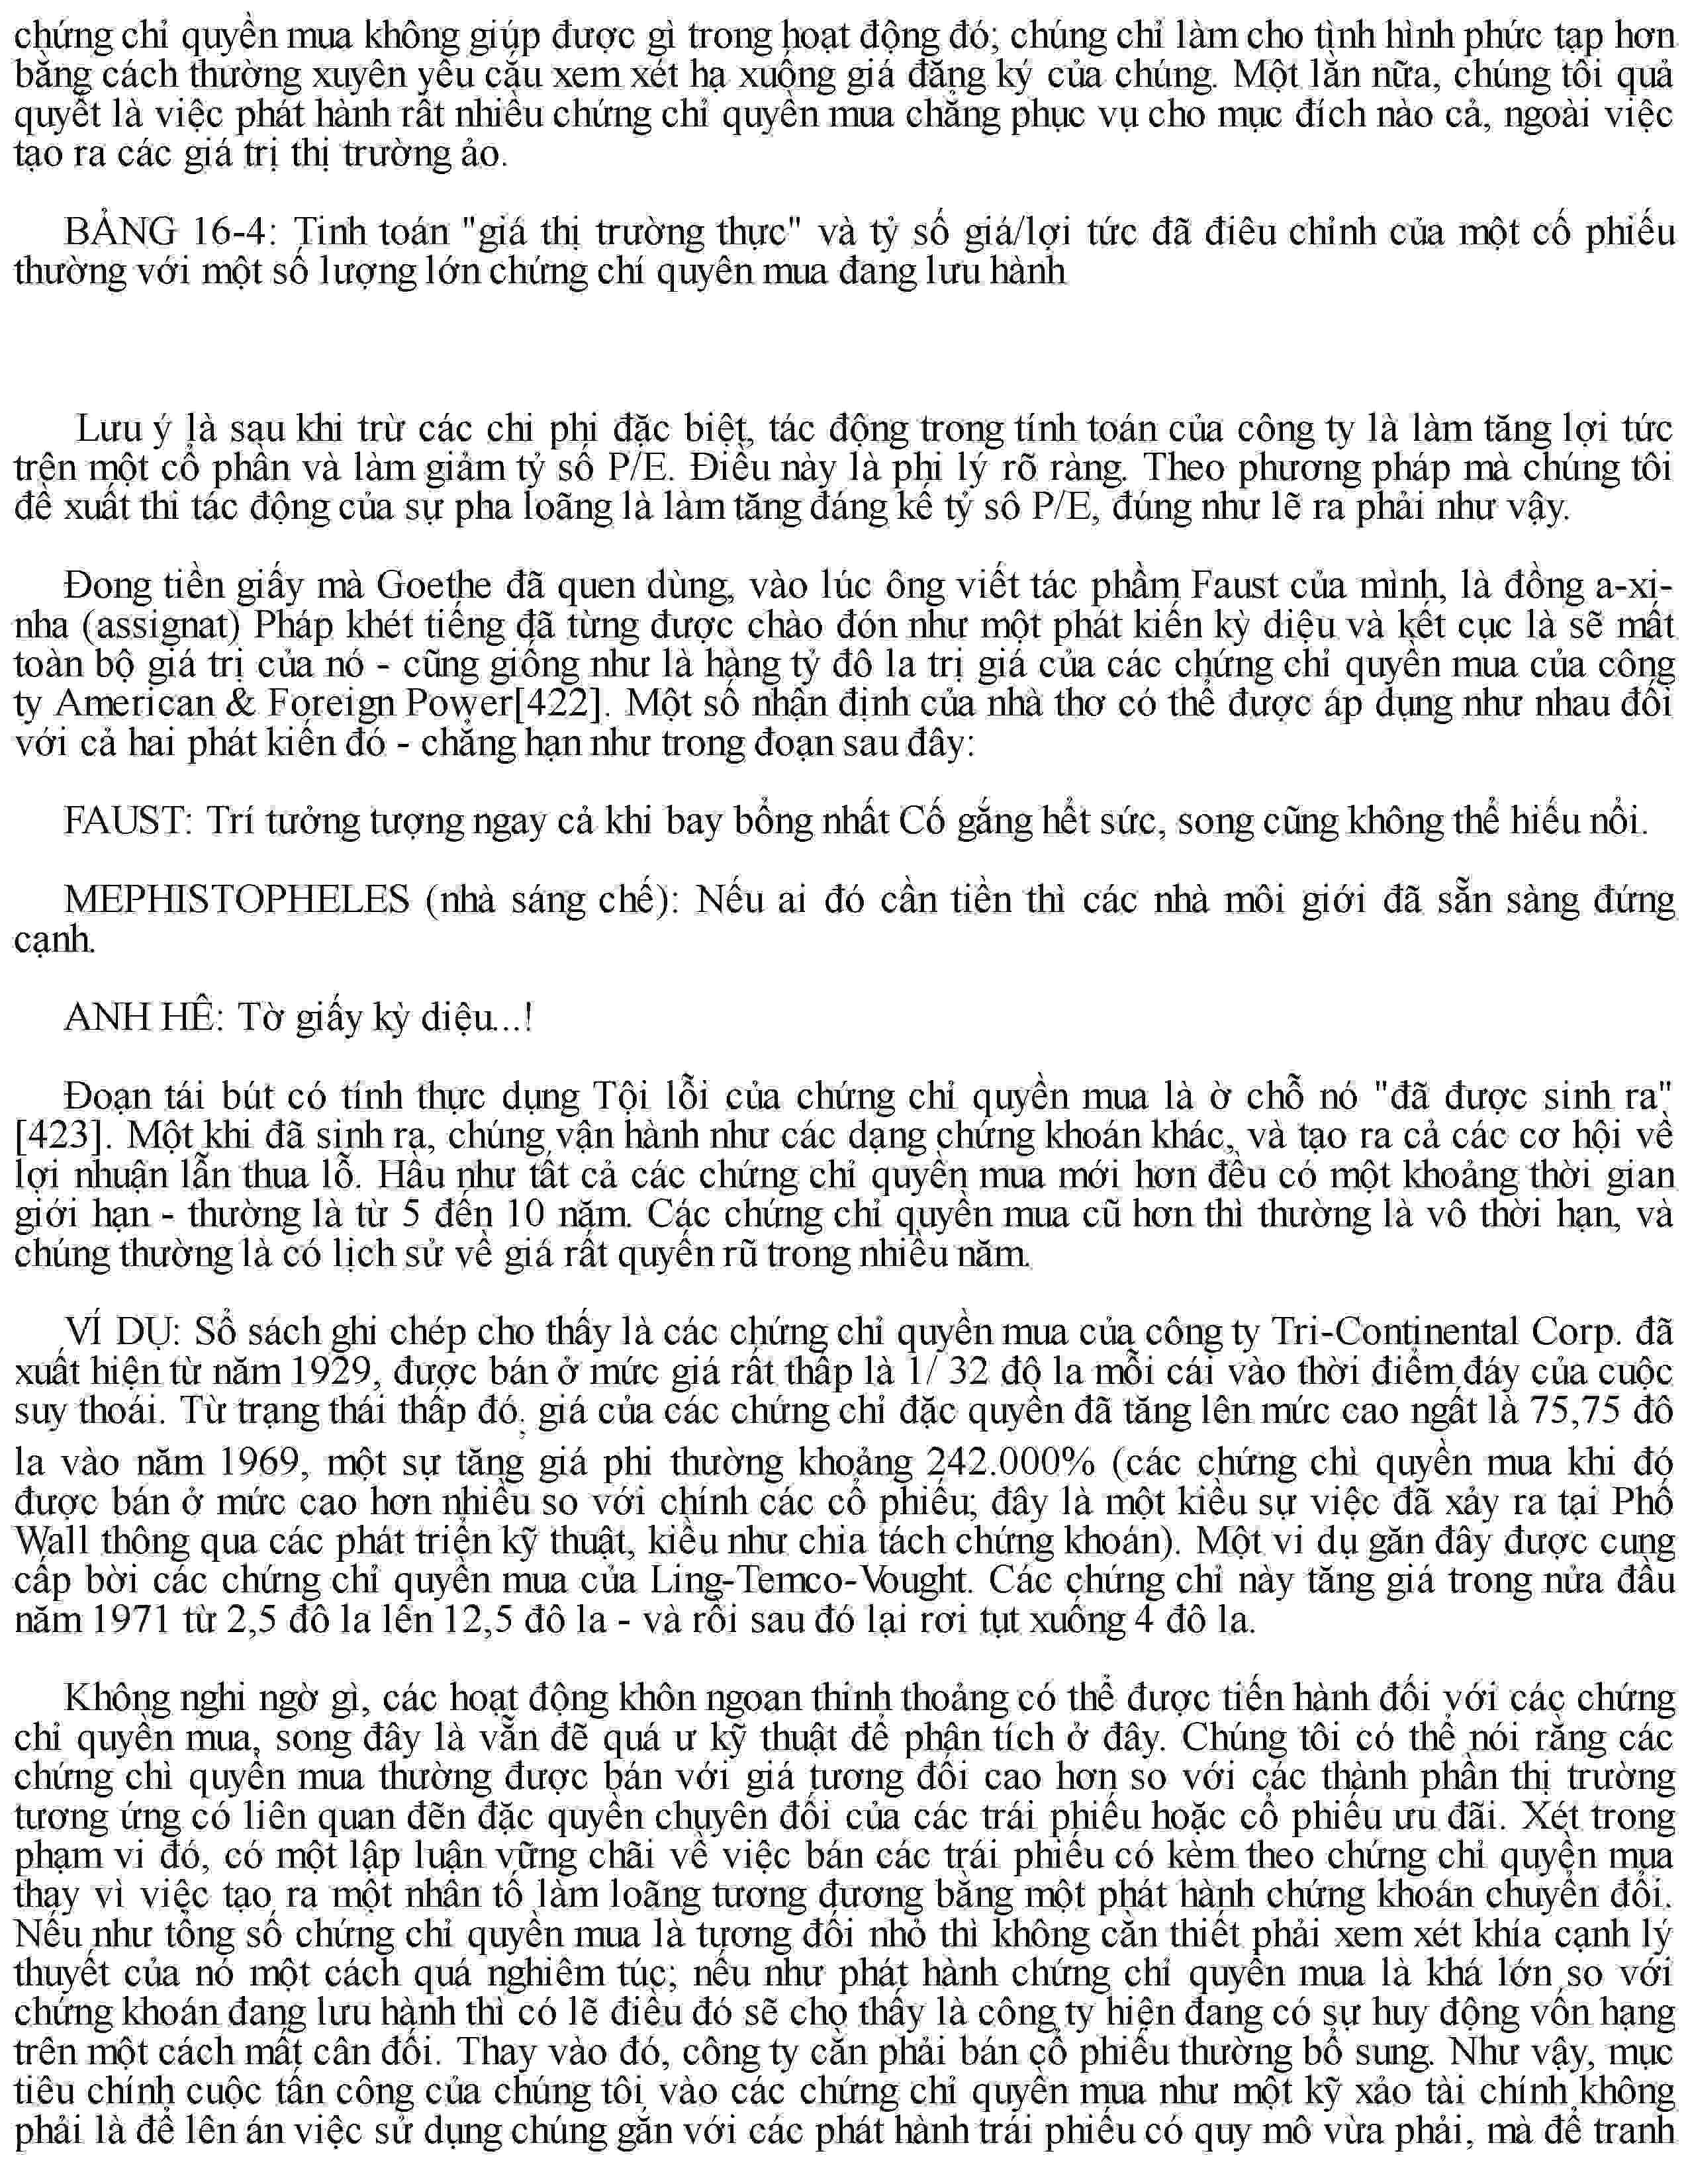 chứng chỉ quyền mua không giúp được gì trong hoạt động đó; chúng chỉ làm cho tình hình phức tạp hơn
bằng cách thường xuyên yêu cầu xem xét hạ xuống giá đăng ký của chúng. Một lần nữa, chúng tôi quả
quyết là việc phát hành rất nhiều chứng chỉ quyền mua chẳng phục vụ cho mục đích nào cả, ngoài việc
tạo ra các giá trị thị trường ảo.
BẢNG 16-4: Tinh toán "giá thị trường thực" và tỷ số giá/lợi tức đã điêu chỉnh của một cố phiếu
thường với một số lượng lớn chứng chí quyên mua đang lưu hành
Lưu ý là sau khi trừ các chi phí đặc biệt, tác động trong tính toán của công ty là làm tăng lợi tức
trện một cổ phần và làm giảm tỷ số P/E. Điều này là phi lý rõ ràng. Theo phương pháp mà chúng tôi
đề xuất thi tác động của sự pha loãng là làm tăng đáng kể tỷ sô P/E, đúng như lẽ ra phải như vậy.
Đong tiền giấy mà Goethe đã quen dùng, vào lúc ông viết tác phầm Faust của mình, là đồng a-xi-
nha (assignat) Pháp khét tiếng đã từng được chào đón như một phát kiến kỳ diệu và kết cục là sẽ mất
toàn bộ giá trị của nó - cũng giống như là hàng tỷ đô la trị giá của các chứng chỉ quyền mua của công
ty American & Foreign Power[422]. Một số nhận định của nhà thơ có thể được áp dụng như nhau đối
với cả hai phát kiến đó - chẳng hạn như trong đoạn sau đây:
FAUST: Trí tưởng tượng ngay cả khi bay bổng nhất Cố gắng hết sức, song cũng không thể hiếu nổi.
MEPHISTOPHELES (nhà sáng chế): Nếu ai đó cần tiền thì các nhà môi giới đã sẵn sàng đứng
cạnh.
ANH HÊ: Tờ giấy kỳ diệu...!
Đoạn tái bút có tính thực dụng Tội lỗi của chứng chỉ quyền mua là ờ chỗ nó "đã được sinh ra"
[423]. Một khi đã sinh ra, chúng vận hành như các dạng chứng khoán khác, và tạo ra cả các cơ hội về
lợi nhuận lẫn thua lỗ. Hầu như tất cả các chứng chỉ quyền mua mới hơn đều có một khoảng thời gian
giới hạn - thường là từ 5 đến 10 năm. Các chứng chỉ quyền mua cũ hơn thì thường là vô thời hạn, và
chúng thường là có lịch sử về giá rất quyến rũ trong nhiều năm.
VÍ DỤ: Sổ sách ghi chép cho thấy là các chứng chỉ quyền mua của công ty Tri-Continental Corp. đã
xuất hiện từ năm 1929, được bán ở mức giá rất thấp là 1/ 32 đô la mỗi cái vào thời điểm đáy của cuộc
suy thoái. Từ trạng thái thấp đó, giá của các chứng chỉ đặc quyền đã tăng lên mức cao ngất là 75,75 đô
la vào năm 1969, một sự tăng giá phi thường khoảng 242.000% (các chứng chì quyền mua khi đó
được bán ở mức cao hơn nhiều so với chính các cổ phiếu; đây là một kiều sự việc đã xảy ra tại Phố
Wall thông qua các phát triển kỹ thuật, kiều như chia tách chứng khoán). Một vi dụ găn đây được cung
cấp bời các chứng chỉ quyền mua của Ling-Temco-Vought. Các chứng chỉ này tăng giá trong nửa đầu
năm 1971 từ 2,5 đô la lên 12,5 đô la - và rồi sau đó lại rơi tụt xuống 4 đô la.
Không nghi ngờ gì, các hoạt động khôn ngoan thinh thoảng có thể được tiến hành đối với các chứng
chỉ quyền mua, song đây là vẫn đẽ quá ư kỹ thuật để phân tích ở đây. Chúng tôi có thể nói rằng các
chứng chì quyền mua thường được bán với giá tương đối cao hơn so với các thành phần thị trường
tương ứng có liên quan đẽn đặc quyền chuyên đổi của các trái phiếu hoặc cổ phiếu ưu đãi. Xét trong
phạm vi đó, có một lập luận vững chãi về việc bán các trái phiếu có kèm theo chứng chỉ quyền mua
thay vì việc tạo ra một nhân tố làm loãng tương đương bằng một phát hành chứng khoán chuyển đổi.
Nếu như tổng số chứng chỉ quyền mua là tương đối nhỏ thì không cần thiết phải xem xét khía cạnh lý
thuyết của nó một cách quá nghiêm túc; nếu như phát hành chứng chỉ quyền mua là khá lớn so với
chứng khoán đang lưu hành thì có lẽ điều đó sẽ cho thấy là công ty hiện đang có sự huy động vốn hạng
trên một cách mất cân đối. Thay vào đó, công ty cần phải bán cổ phiếu thường bổ sung. Như vậy, mục
tiêu chính cuộc tấn công của chúng tôi vào các chứng chỉ quyền mua như một kỹ xảo tài chính không
phải là để lên án việc sử dụng chúng gắn với các phát hành trái phiếu có quy mô vừa phải, mà để tranh